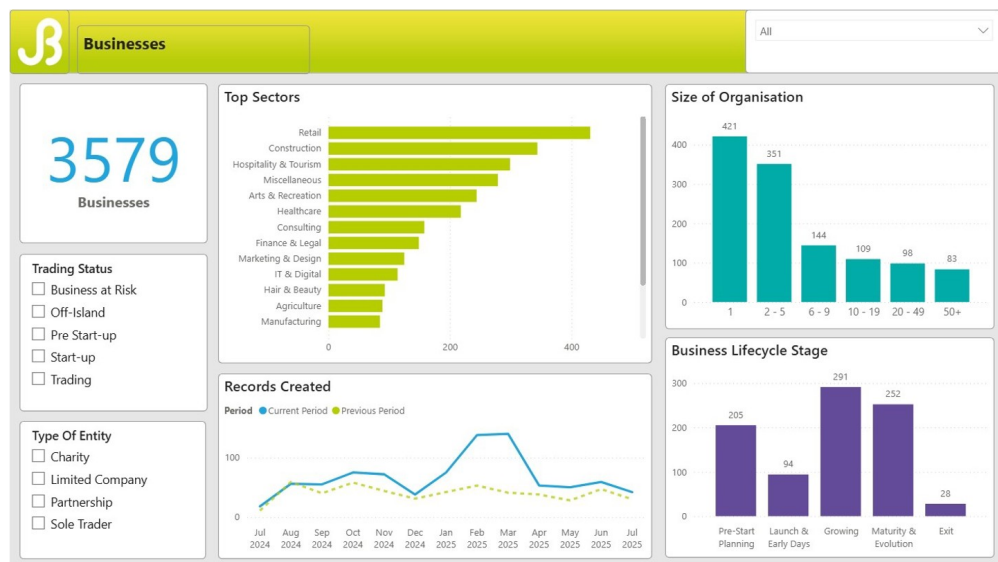 JB
Businesses
All
3579
Businesses
Trading Status
Business at Risk
Off-Island
Pre Start-up
Start-up
Trading
Type Of Entity
Charity
Limited Company
Partnership
Sole Trader
Top Sectors
Retail
Construction
Hospitality & Tourism
Miscellaneous
Arts & Recreation
Healthcare
Consulting
Finance & Legal
Marketing & Design
IT & Digital
Hair & Beauty
Agriculture
Manufacturing
0 200 400
Records Created
Period Current Period Previous Period
100
0
Jul Aug Sep Oct Nov Dec Jan Feb Mar Apr May Jun Jul
2024 2024 2024 2024 2024 2024 2025 2025 2025 2025 2025 2025 2025
Size of Organisation
421
351
144
109
98
83
400
300
200
100
0
1 2 - 5 6 - 9 10 - 19 20 - 49 50+
Business Lifecycle Stage
205
94
291
252
28
300
200
100
0
Pre-Start Launch & Growing Maturity & Exit
Planning Early Days Evolution